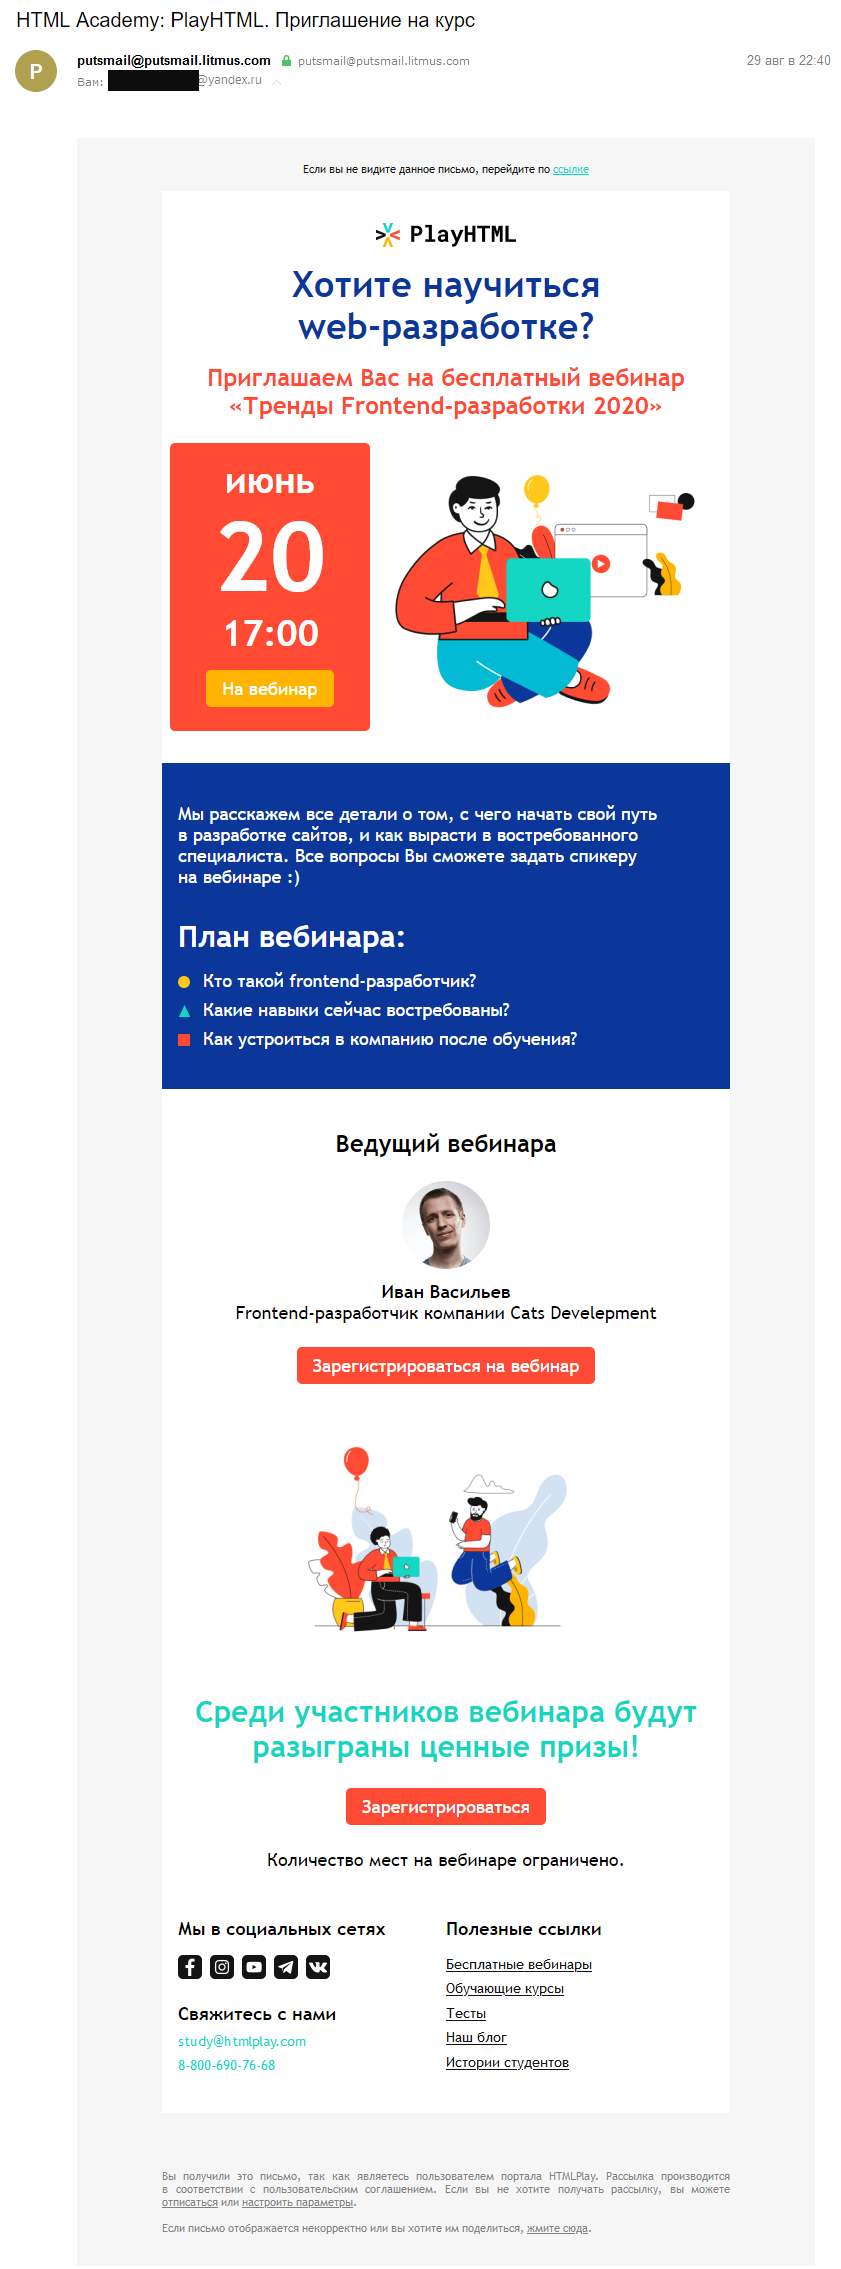 HTML Academy: PlayHTML. Приглашение на курс
P
putsmail@putsmail.litmus.com putsmail@putsmail.litmus.com 29 авг в 22:40
Вам: @yandex.ru
Если вы не видите данное письмо, перейдите по ссылке
PlayHTML
Хотите научиться
web-разработке?
Приглашаем Вас на бесплатный вебинар
«Тренды Frontend-разработки 2020»
июнь
20
17:00
На вебинар
Мы расскажем все детали о том, с чего начать свой путь
в разработке сайтов, и как вырасти в востребованного
специалиста. Все вопросы Вы сможете задать спикеру
на вебинаре :)
План вебинара:
Кто такой frontend-разработчик?
Какие навыки сейчас востребованы?
Как устроиться в компанию после обучения?
Ведущий вебинара
Иван Васильев
Frontend-разработчик компании Cats Develepment
Зарегистрироваться на вебинар
Среди участников вебинара будут
разыграны ценные призы!
Зарегистрироваться
Количество мест на вебинаре ограничено.
Мы в социальных сетях
Свяжитесь с нами
study@htmlplay.com
8-800-690-76-68
Полезные ссылки
Бесплатные вебинары
Обучающие курсы
Тесты
Наш блог
Истории студентов
Вы получили это письмо, так как являетесь пользователем портала HTMLPlay. Рассылка производится
в соответствии с пользовательским соглашением. Если вы не хотите получать рассылку, вы можете
отписаться или настроить параметры.
Если письмо отображается некорректно или вы хотите им поделиться, жмите сюда.